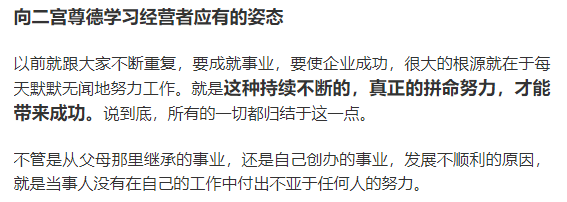 向二宫尊德学习经营者应有的姿态
以前就跟大家不断重复，要成就事业，要使企业成功，很大的根源就在于每
天默默无闻地努力工作。就是这种持续不断的，真正的拼命努力，才能
带来成功。说到底，所有的一切都归结于这一点。
不管是从父母那里继承的事业，还是自己创办的事业，发展不顺利的原因，
就是当事人没有在自己的工作中付出不亚于任何人的努力。